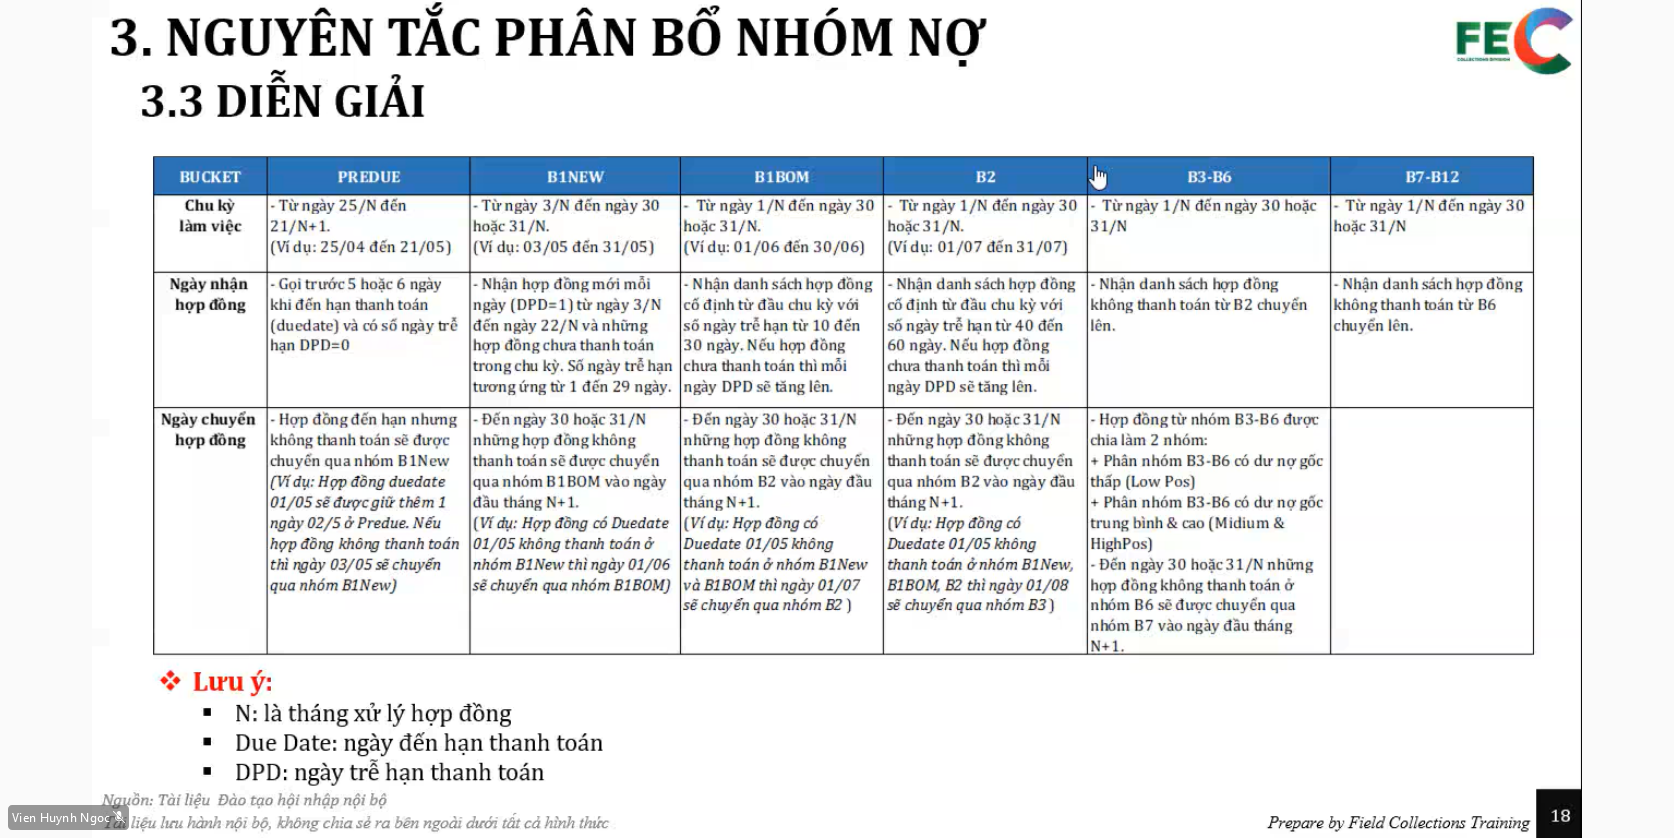 3. NGUYÊN TẮC PHÂN BỔ NHÓM NỢ
FEC
COLLECTIONS DIVISION
3.3 DIỄN GIẢI
BUCKET
PREDUE
B1NEW
B1BOM
B2
B3-B6
B7-B12
Chu kỳ
làm việc
- Từ ngày 25/N đến
21/N+1.
(Ví dụ: 25/04 đến 21/05)
- Từ ngày 3/N đến ngày 30
hoặc 31/N.
(Ví dụ: 03/05 đến 31/05)
- Từ ngày 1/N đến ngày 30
hoặc 31/N.
(Ví dụ: 01/06 đến 30/06)
- Từ ngày 1/N đến ngày 30
hoặc 31/N.
(Ví dụ: 01/07 đến 31/07)
- Từ ngày 1/N đến ngày 30 hoặc
31/N
- Từ ngày 1/N đến ngày 30
hoặc 31/N
Ngày nhận
hợp đồng
- Gọi trước 5 hoặc 6 ngày
khi đến hạn thanh toán
(duedate) và có số ngày trễ
hạn DPD=0
- Nhận hợp đồng mới mỗi
ngày (DPD=1) từ ngày 3/N
đến ngày 22/N và những
hợp đồng chưa thanh toán
trong chu kỳ. Số ngày trễ hạn
tương ứng từ 1 đến 29 ngày.
- Nhận danh sách hợp đồng
cố định từ đầu chu kỳ với
số ngày trễ hạn từ 10 đến
30 ngày. Nếu hợp đồng
chưa thanh toán thì mỗi
ngày DPD sẽ tăng lên.
- Nhận danh sách hợp đồng
cố định từ đầu chu kỳ với
số ngày trễ hạn từ 40 đến
60 ngày. Nếu hợp đồng
chưa thanh toán thì mỗi
ngày DPD sẽ tăng lên.
- Nhận danh sách hợp đồng
không thanh toán từ B2 chuyển
lên.
- Nhận danh sách hợp đồng
không thanh toán từ B6
chuyển lên.
Ngày chuyển
hợp đồng
- Hợp đồng đến hạn nhưng
không thanh toán sẽ được
chuyển qua nhóm B1New
(Ví dụ: Hợp đồng duedate
01/05 sẽ được giữ thêm 1
ngày 02/5 ở Predue. Nếu
hợp đồng không thanh toán
thì ngày 03/05 sẽ chuyển
qua nhóm B1New)
- Đến ngày 30 hoặc 31/N
những hợp đồng không
thanh toán sẽ được chuyển
qua nhóm B1BOM vào ngày
đầu tháng N+1.
(Ví dụ: Hợp đồng có Duedate
01/05 không thanh toán ở
nhóm B1New thì ngày 01/06
sẽ chuyển qua nhóm B1BOM)
- Đến ngày 30 hoặc 31/N
những hợp đồng không
thanh toán sẽ được chuyển
qua nhóm B2 vào ngày đầu
tháng N+1.
(Ví dụ: Hợp đồng có
Duedate 01/05 không
thanh toán ở nhóm B1New
và B1BOM thì ngày 01/07
sẽ chuyển qua nhóm B2 )
- Đến ngày 30 hoặc 31/N
những hợp đồng không
thanh toán sẽ được chuyển
qua nhóm B2 vào ngày đầu
tháng N+1.
(Ví dụ: Hợp đồng có
Duedate 01/05 không
thanh toán ở nhóm B1New,
B1BOM, B2 thì ngày 01/08
sẽ chuyển qua nhóm B3 )
- Hợp đồng từ nhóm B3-B6 được
chia làm 2 nhóm:
+ Phân nhóm B3-B6 có dư nợ gốc
thấp (Low Pos)
+ Phân nhóm B3-B6 có dư nợ gốc
trung bình & cao (Midium &
HighPos)
- Đến ngày 30 hoặc 31/N những
hợp đồng không thanh toán ở
nhóm B6 sẽ được chuyển qua
nhóm B7 vào ngày đầu tháng
N+1.
Lưu ý:
N: là tháng xử lý hợp đồng
Due Date: ngày đến hạn thanh toán
DPD: ngày trễ hạn thanh toán
Nguồn: Tài liệu Đào tạo hội nhập nội bộ
Vien Huynh Ngoc
Tài liệu lưu hành nội bộ, không chia sẻ ra bên ngoài dưới tất cả hình thức
Prepare by Field Collections Training
18